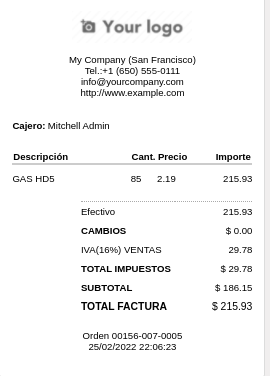 Your logo
My Company (San Francisco)
Tel.:+1 (650) 555-0111
info@yourcompany.com
http://www.example.com
Cajero: Mitchell Admin
Descripción Cant. Precio Importe
GAS HD5 85 2.19 215.93
Efectivo 215.93
CAMBIOS $ 0.00
IVA(16%) VENTAS 29.78
TOTAL IMPUESTOS $ 29.78
SUBTOTAL $ 186.15
TOTAL FACTURA $ 215.93
Orden 00156-007-0005
25/02/2022 22:06:23